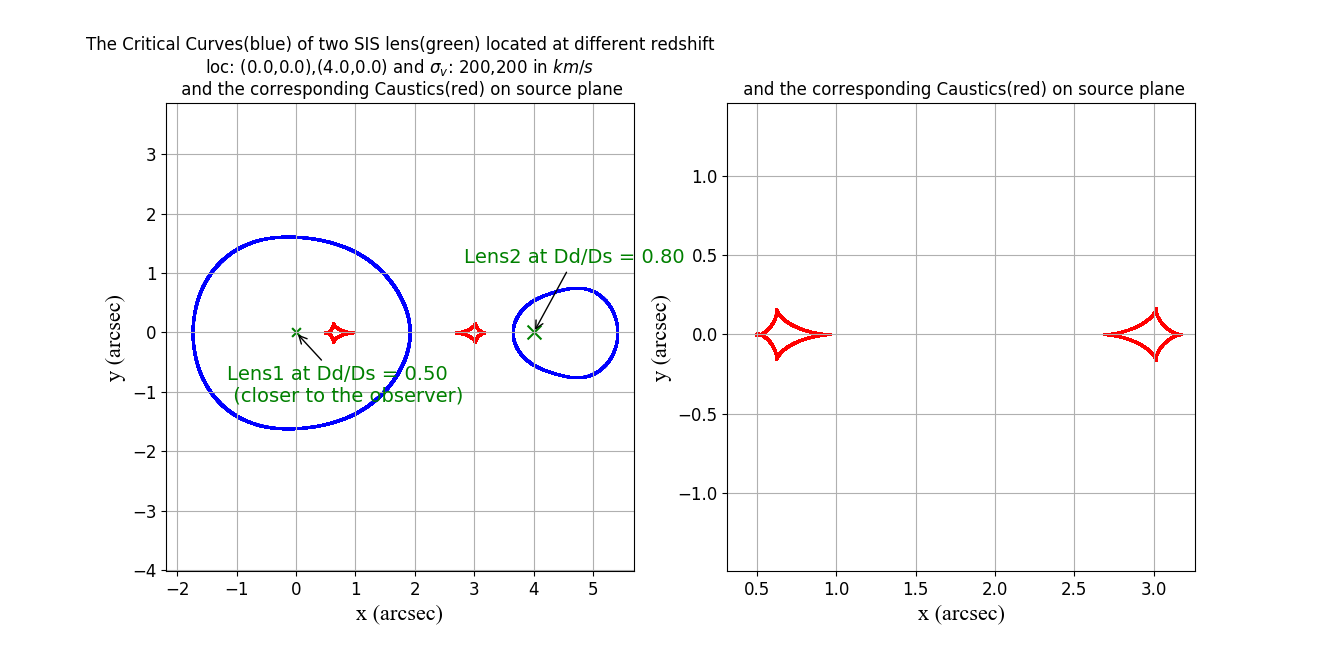 The Critical Curves(blue) of two SIS lens(green) located at different redshift
loc: (0.0,0.0),(4.0,0.0) and σv: 200,200 in km/s
and the corresponding Caustics(red) on source plane
and the corresponding Caustics(red) on source plane
3
2
1
0
−1
−2
−3
−4
y (arcsec)
Lens2 at Dd/Ds = 0.80
Lens1 at Dd/Ds = 0.50
(closer to the observer)
−2 −1 0 1 2 3 4 5
x (arcsec)
1.0
0.5
0.0
−0.5
−1.0
y (arcsec)
0.5 1.0 1.5 2.0 2.5 3.0
x (arcsec)